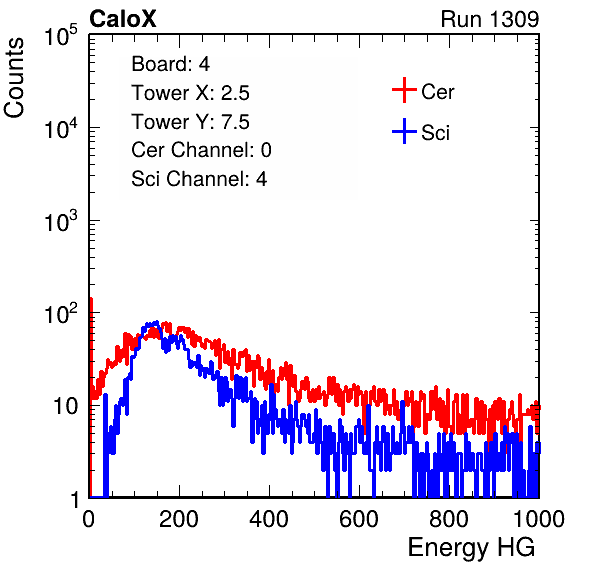 CaloX Run 1309
Counts
10^5
10^4
10^3
10^2
10
1
Board: 4
Tower X: 2.5
Tower Y: 7.5
Cer Channel: 0
Sci Channel: 4
Cer
Sci
0 200 400 600 800 1000
Energy HG